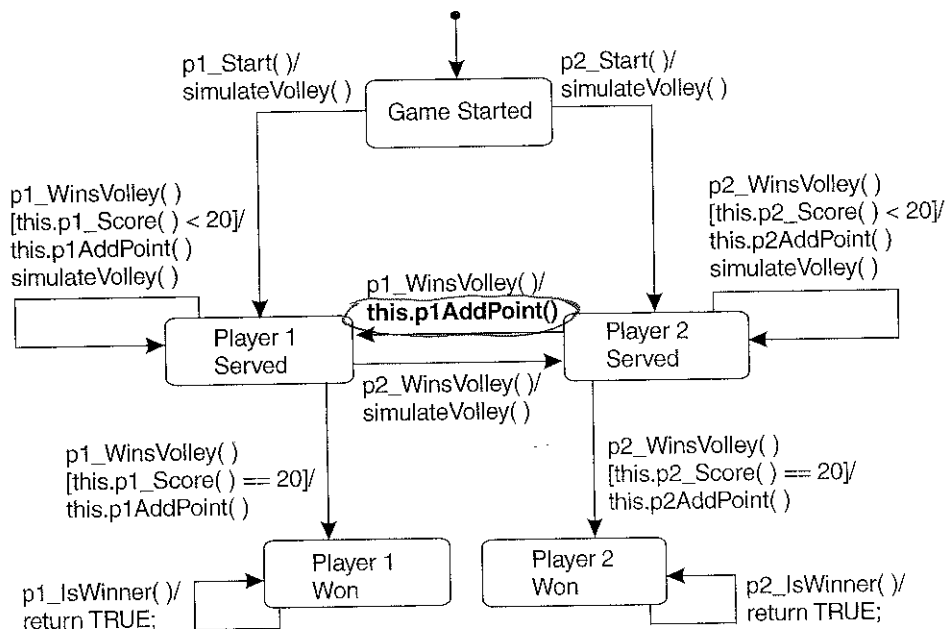 p1_Start( )/
simulateVolley( )
p2_Start( )/
simulateVolley( )
Game Started
p1_WinsVolley( )
[this.p1_Score( ) < 20]/
this.p1AddPoint( )
simulateVolley( )
p1_WinsVolley( )/
this.p1AddPoint()
p2_WinsVolley( )
[this.p2_Score( ) < 20]/
this.p2AddPoint( )
simulateVolley( )
Player 1
Served
Player 2
Served
p2_WinsVolley( )/
simulateVolley( )
p1_WinsVolley( )
[this.p1_Score( ) == 20]/
this.p1AddPoint( )
p2_WinsVolley( )
[this.p2_Score( ) == 20]/
this.p2AddPoint( )
Player 1
Won
Player 2
Won
p1_IsWinner( )/
return TRUE;
p2_IsWinner( )/
return TRUE;